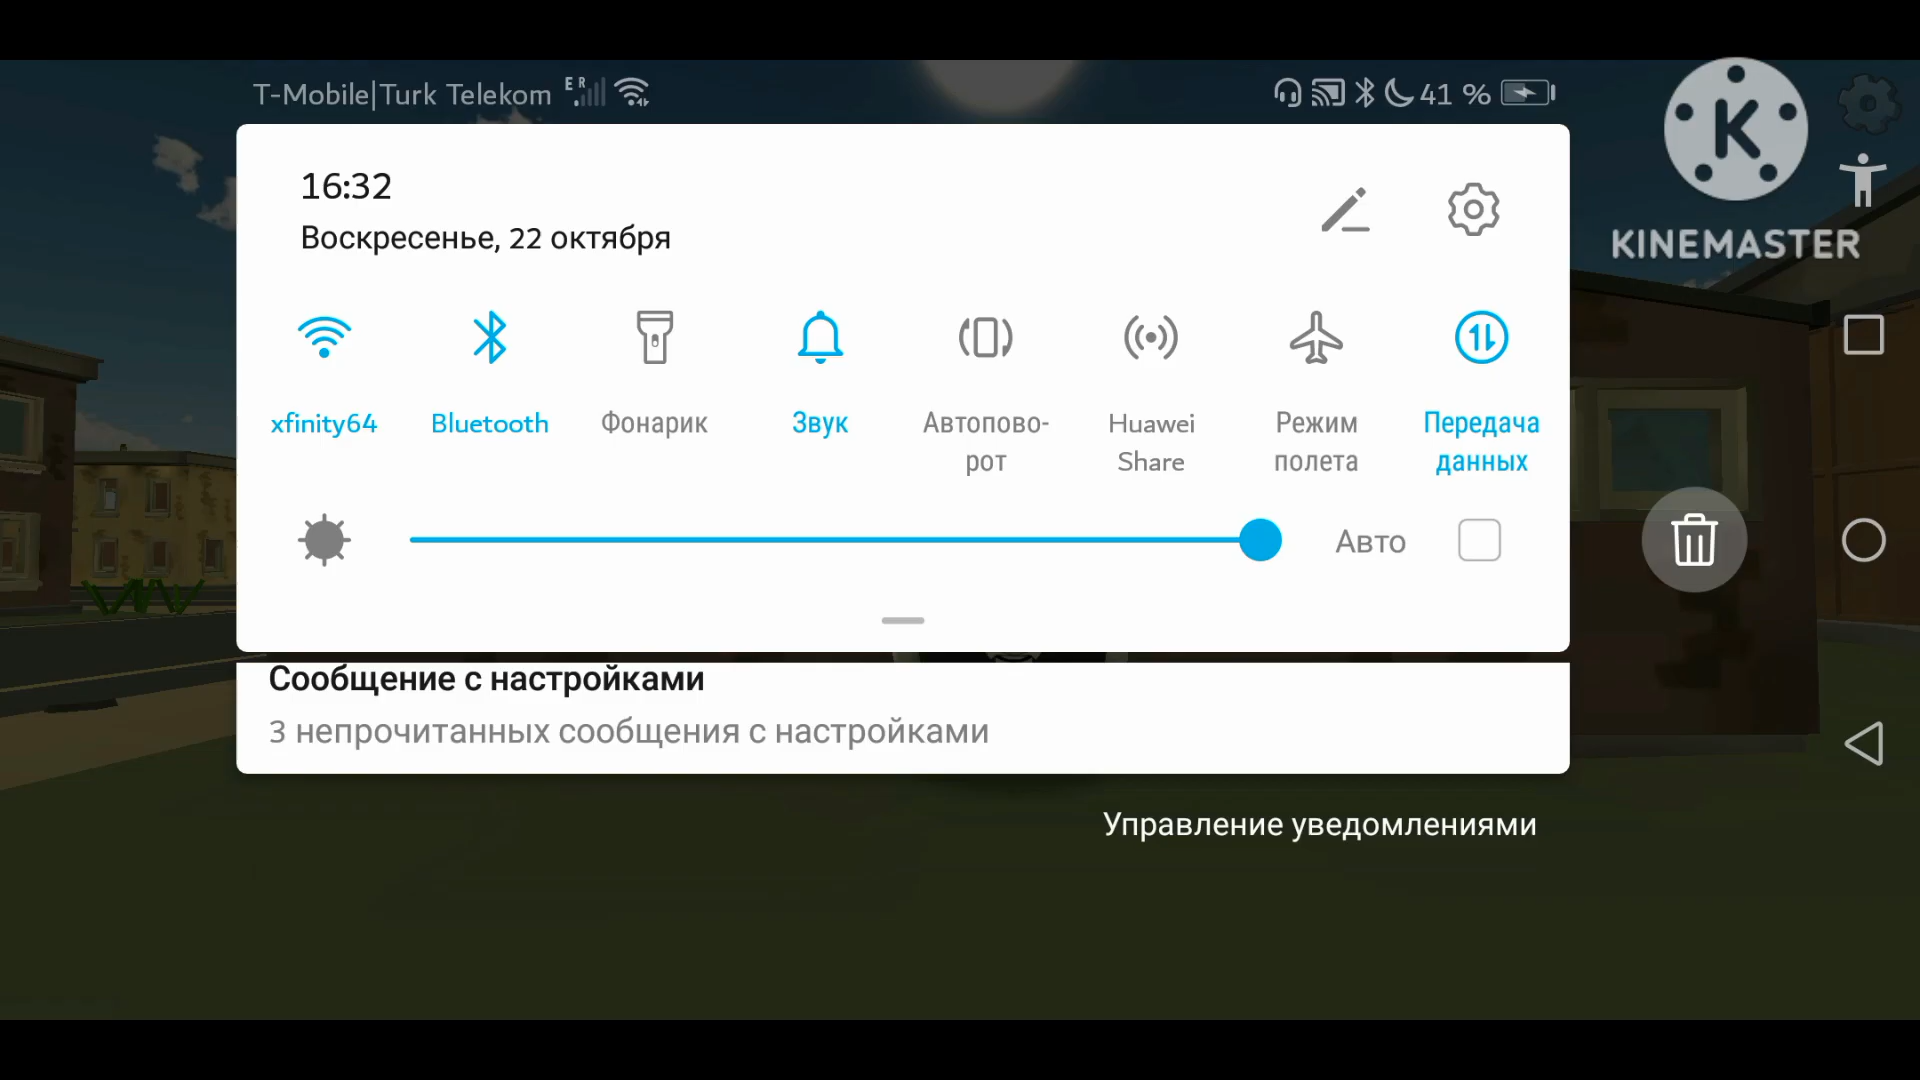 T-Mobile|Turk Telekom
E R
41 %
K
KINEMASTER
16:32
Воскресенье, 22 октября
xfinity64
Bluetooth
Фонарик
Звук
Автопово-
рот
Huawei
Share
Режим
полета
Передача
данных
Авто
Сообщение с настройками
3 непрочитанных сообщения с настройками
Управление уведомлениями